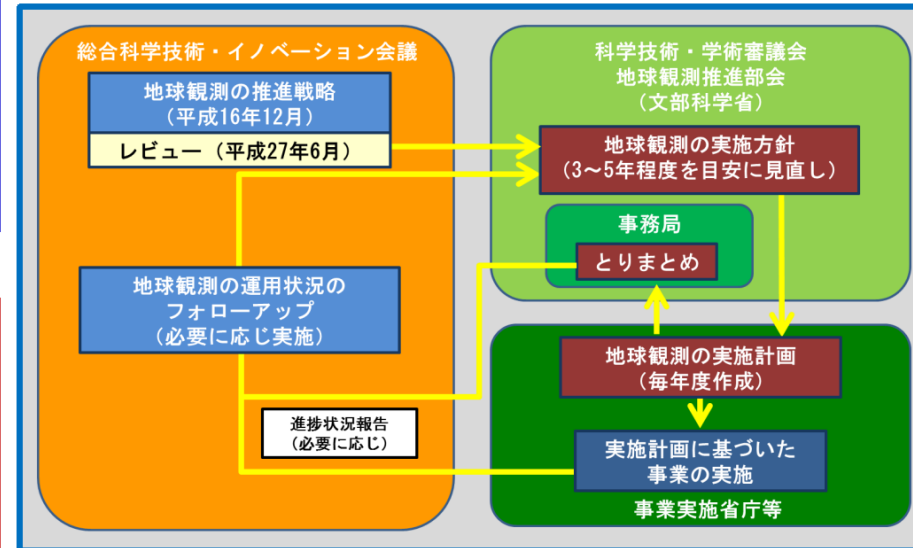 総合科学技術・イノベーション会議
地球観測の推進戦略
（平成16年12月）
レビュー（平成27年6月）
地球観測の運用状況の
フォローアップ
（必要に応じ実施）
進捗状況報告
（必要に応じ）
科学技術・学術審議会
地球観測推進部会
（文部科学省）
地球観測の実施方針
（3～5年程度を目安に見直し）
事務局
とりまとめ
地球観測の実施計画
（毎年度作成）
実施計画に基づいた
事業の実施
事業実施省庁等